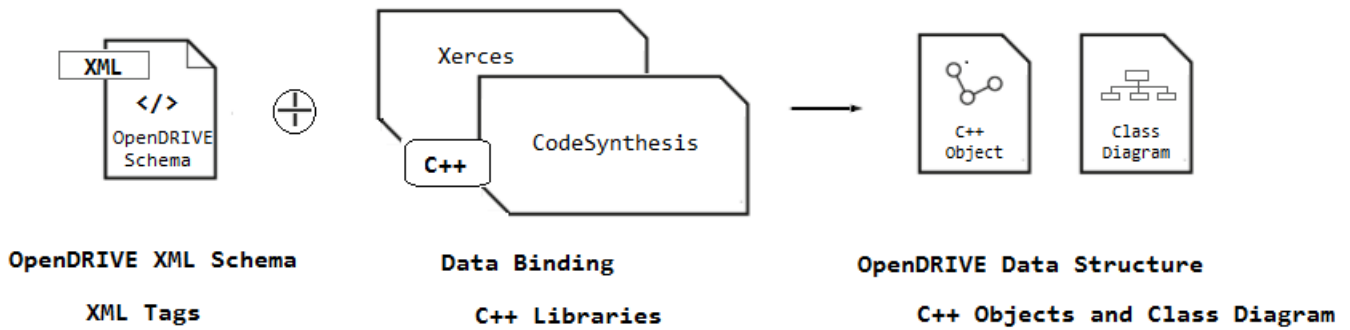 XML
</>
OpenDRIVE
Schema
Xerces
CodeSynthesis
C++
C++
Object
Class
Diagram
OpenDRIVE XML Schema
XML Tags
Data Binding
C++ Libraries
OpenDRIVE Data Structure
C++ Objects and Class Diagram